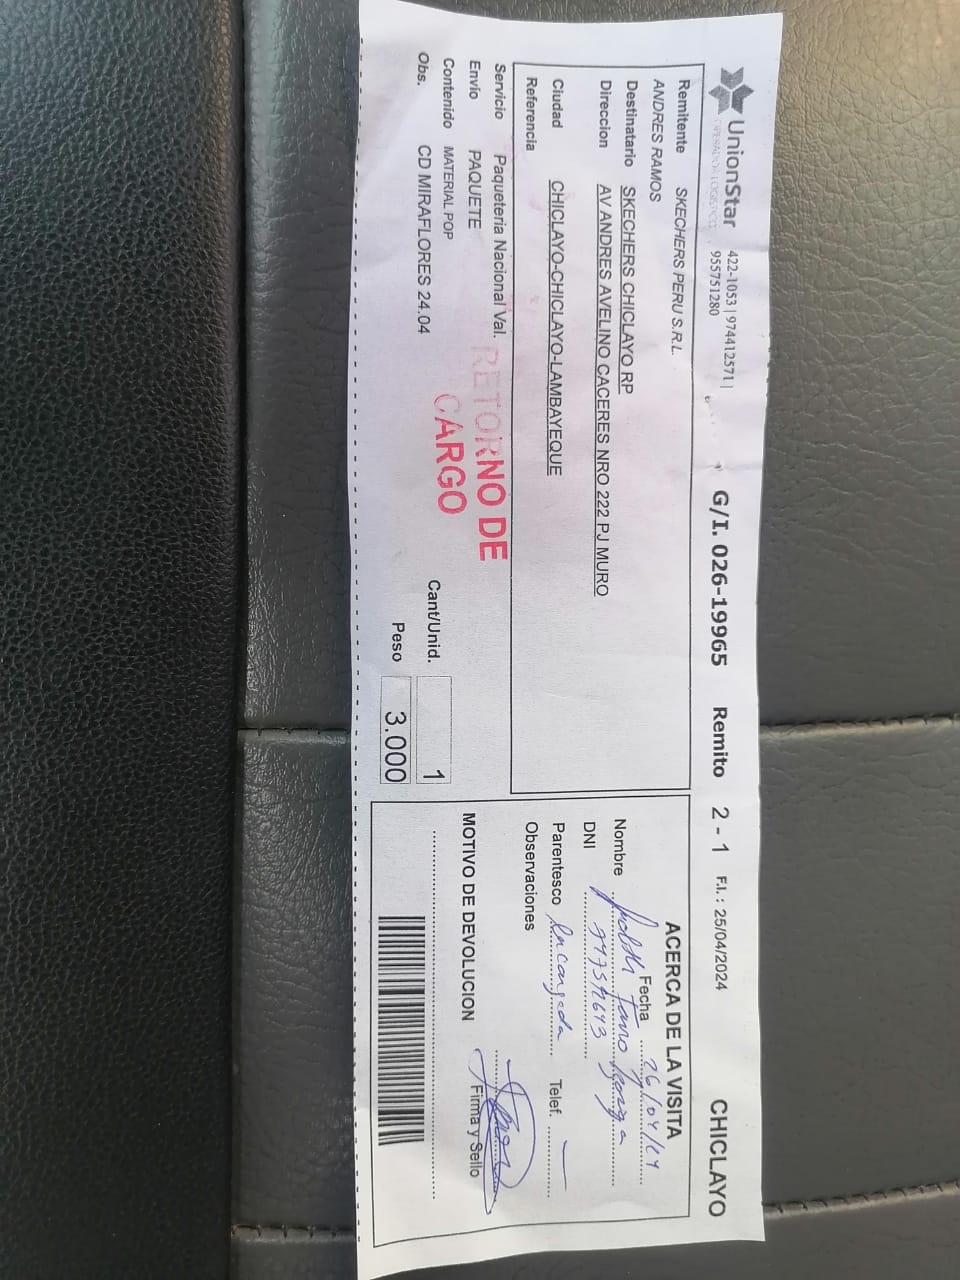 UnionStar
OPERADOR LOGISTICO
422-1053 | 974412571 |
955751280
G/I. 026-19965 Remito 2 - 1 F.I.: 25/04/2024 CHICLAYO
Remitente SKECHERS PERU S.R.L.
ANDRES RAMOS
Destinatario SKECHERS CHICLAYO RP
Direccion AV ANDRES AVELINO CACERES NRO 222 PJ MURO
Ciudad CHICLAYO-CHICLAYO-LAMBAYEQUE
Referencia
Servicio Paqueteria Nacional Val.
Envio PAQUETE
Contenido MATERIAL POP
Obs. CD MIRAFLORES 24.04
RETORNO DE
CARGO
Cant/Unid. 1
Peso 3.000
ACERCA DE LA VISITA
Fecha 26/04/24
Nombre
DNI
Parentesco Encargada Telef. —
Observaciones
MOTIVO DE DEVOLUCION
Firma y Sello